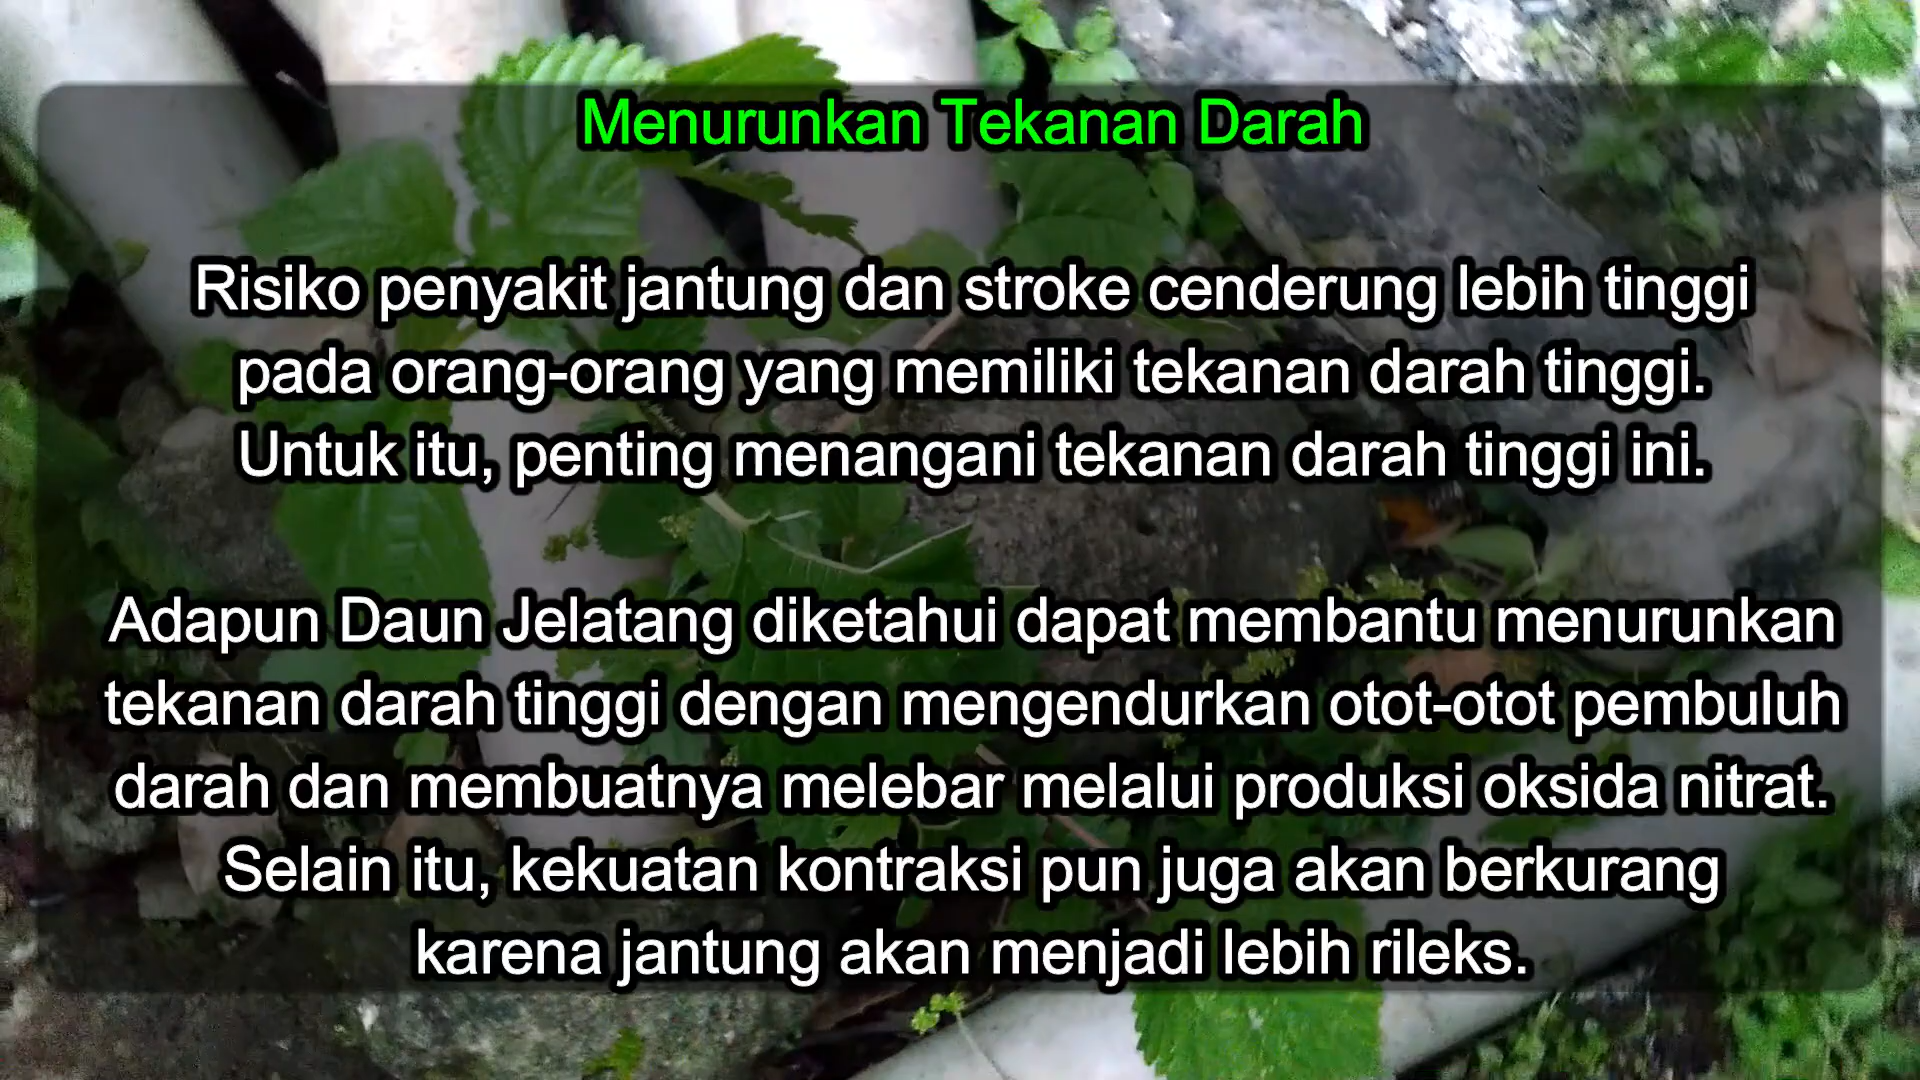 Menurunkan Tekanan Darah
Risiko penyakit jantung dan stroke cenderung lebih tinggi
pada orang-orang yang memiliki tekanan darah tinggi.
Untuk itu, penting menangani tekanan darah tinggi ini.
Adapun Daun Jelatang diketahui dapat membantu menurunkan
tekanan darah tinggi dengan mengendurkan otot-otot pembuluh
darah dan membuatnya melebar melalui produksi oksida nitrat.
Selain itu, kekuatan kontraksi pun juga akan berkurang
karena jantung akan menjadi lebih rileks.